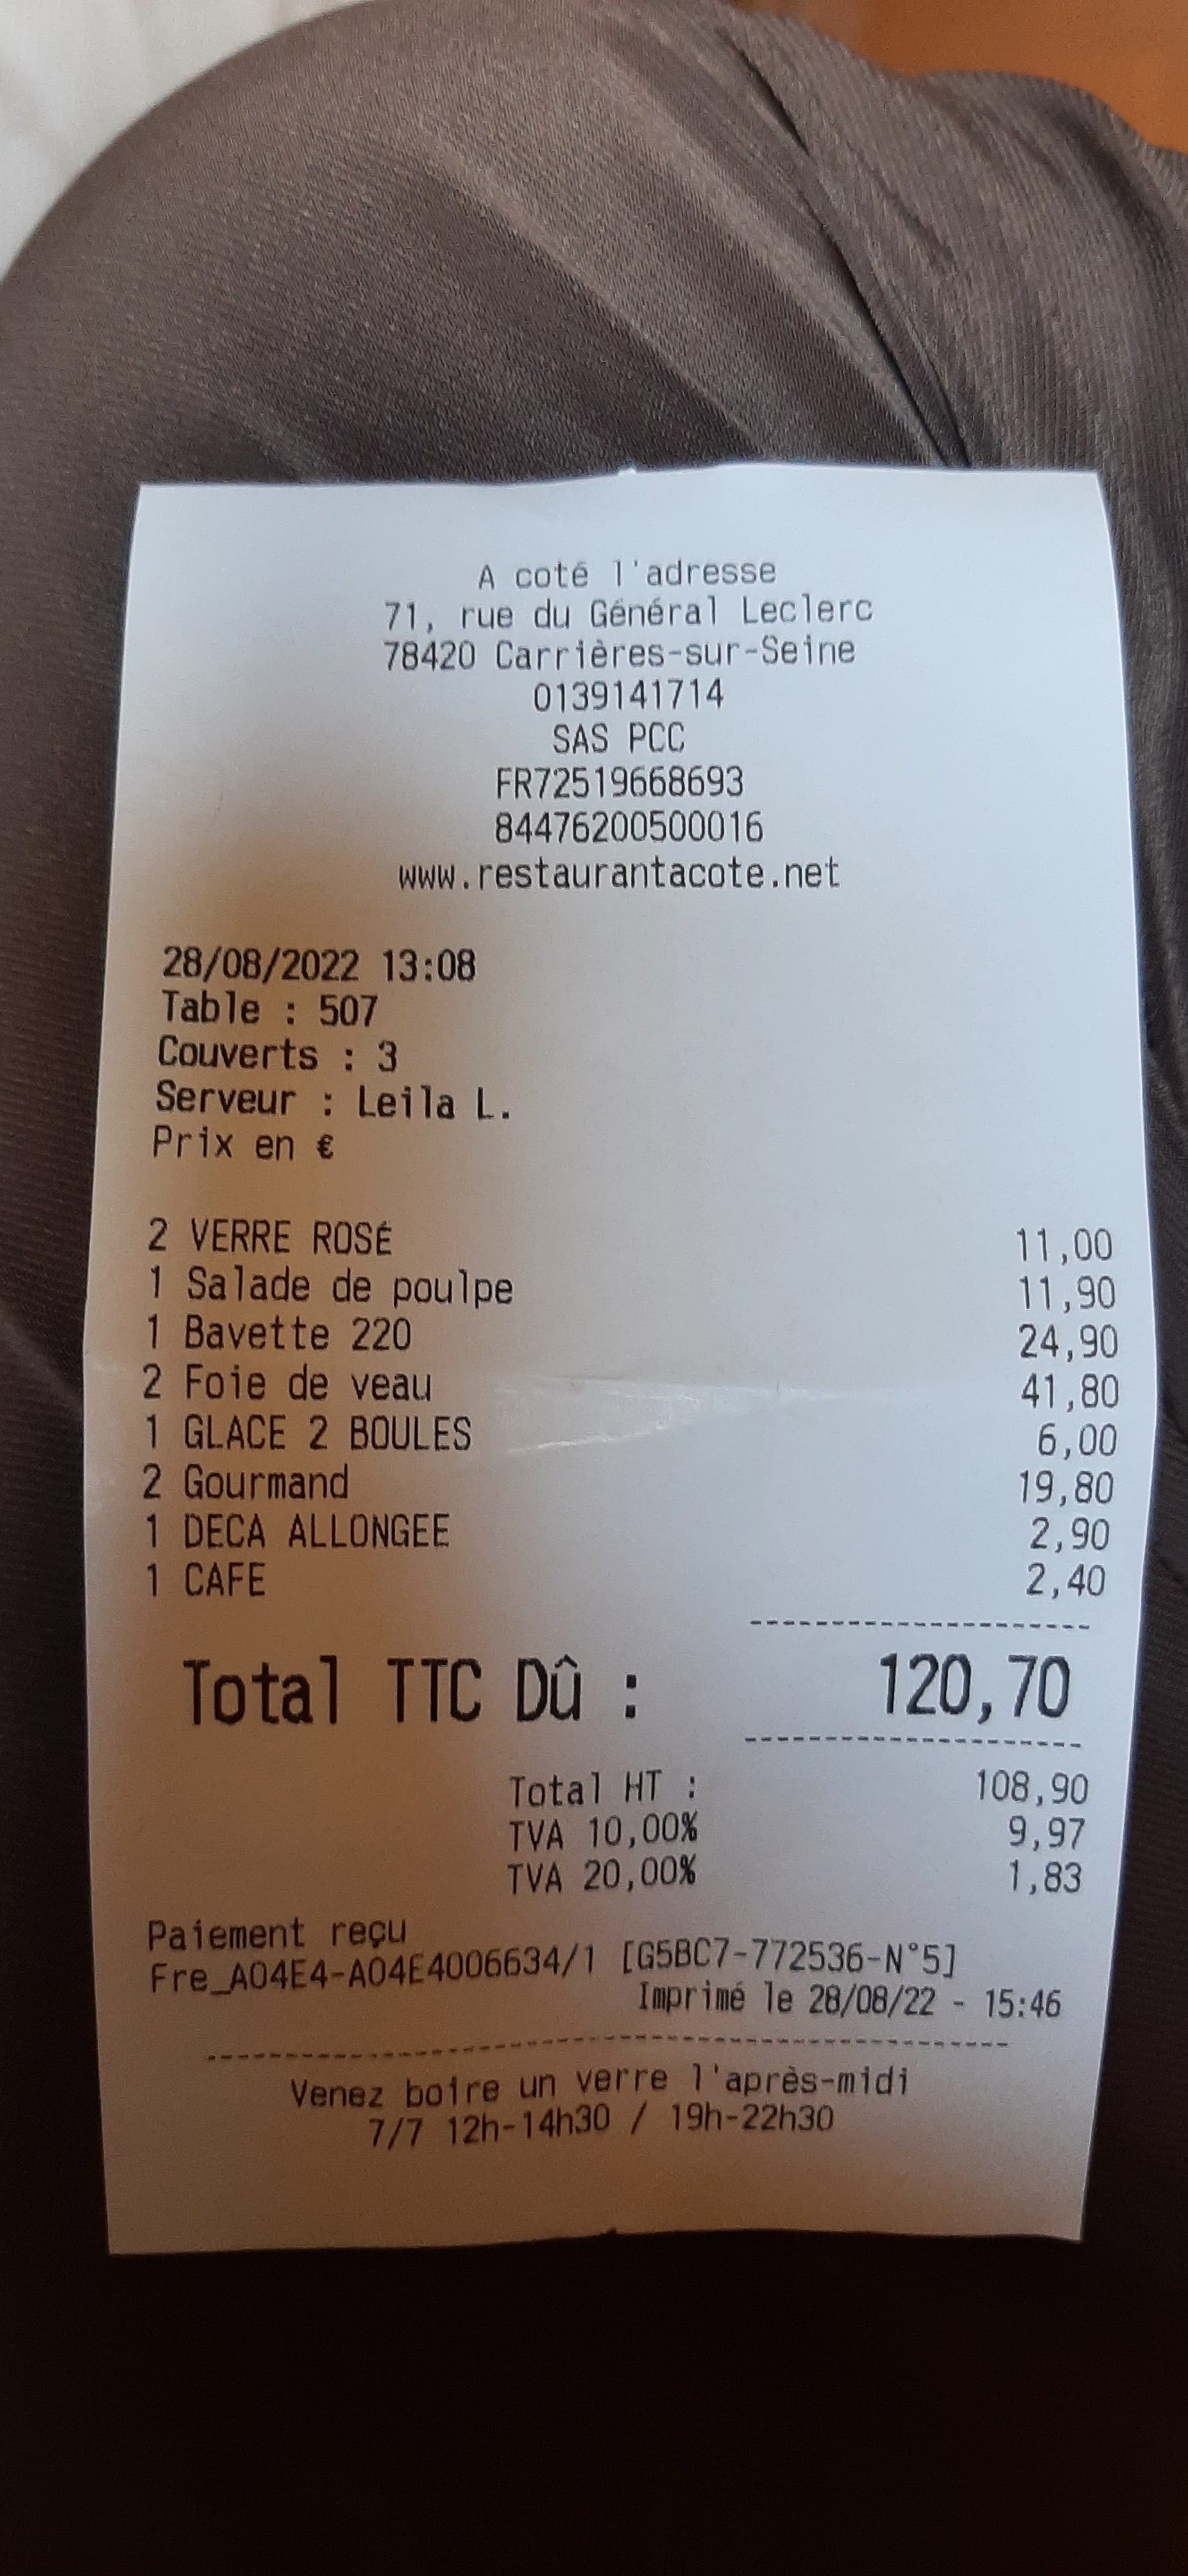 A coté l'adresse
71, rue du Général Leclerc
78420 Carrières-sur-Seine
0139141714
SAS PCC
FR72519668693
84476200500016
www.restaurantacote.net
28/08/2022 13:08
Table : 507
Couverts : 3
Serveur : Leila L.
Prix en €
2 VERRE ROSÉ 11,00
1 Salade de poulpe 11,90
1 Bavette 220 24,90
2 Foie de veau 41,80
1 GLACE 2 BOULES 6,00
2 Gourmand 19,80
1 DECA ALLONGEE 2,90
1 CAFE 2,40
--------------------
Total TTC Dû : 120,70
--------------------
Total HT : 108,90
TVA 10,00% 9,97
TVA 20,00% 1,83
Paiement reçu
Fre_A04E4-A04E4006634/1 [G5BC7-772536-N°5]
Imprimé le 28/08/22 - 15:46
--------------------------------------------
Venez boire un verre l'après-midi
7/7 12h-14h30 / 19h-22h30